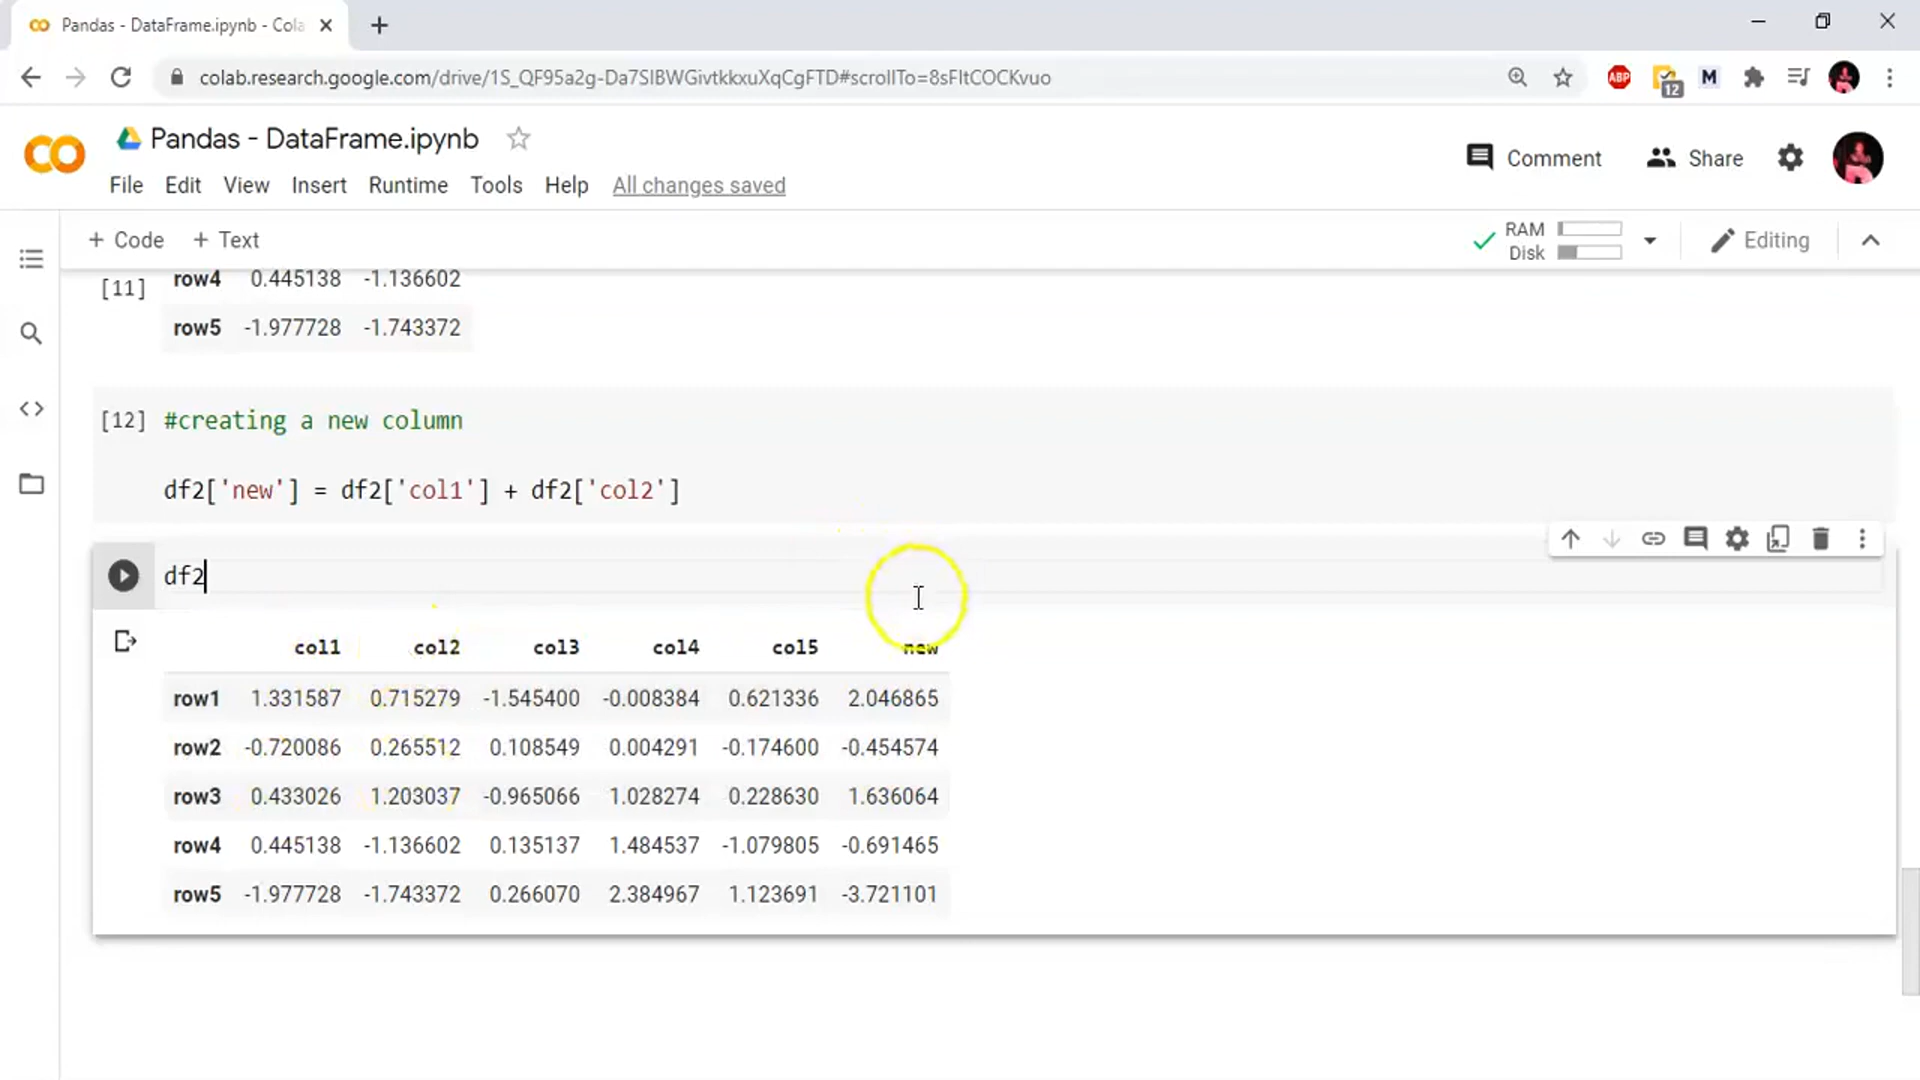 Pandas - DataFrame.ipynb - Cola
colab.research.google.com/drive/1S_QF95a2g-Da7SIBWGivtkkxuXqCgFTD#scrollTo=8sFltCOCKvuo
ABP
12
M
Pandas - DataFrame.ipynb
Comment
Share
File Edit View Insert Runtime Tools Help All changes saved
+ Code + Text
RAM
Disk
Editing
[11]
row4 0.445138 -1.136602
row5 -1.977728 -1.743372
[12] #creating a new column
df2['new'] = df2['col1'] + df2['col2']
df2
col1 col2 col3 col4 col5 new
row1 1.331587 0.715279 -1.545400 -0.008384 0.621336 2.046865
row2 -0.720086 0.265512 0.108549 0.004291 -0.174600 -0.454574
row3 0.433026 1.203037 -0.965066 1.028274 0.228630 1.636064
row4 0.445138 -1.136602 0.135137 1.484537 -1.079805 -0.691465
row5 -1.977728 -1.743372 0.266070 2.384967 1.123691 -3.721101